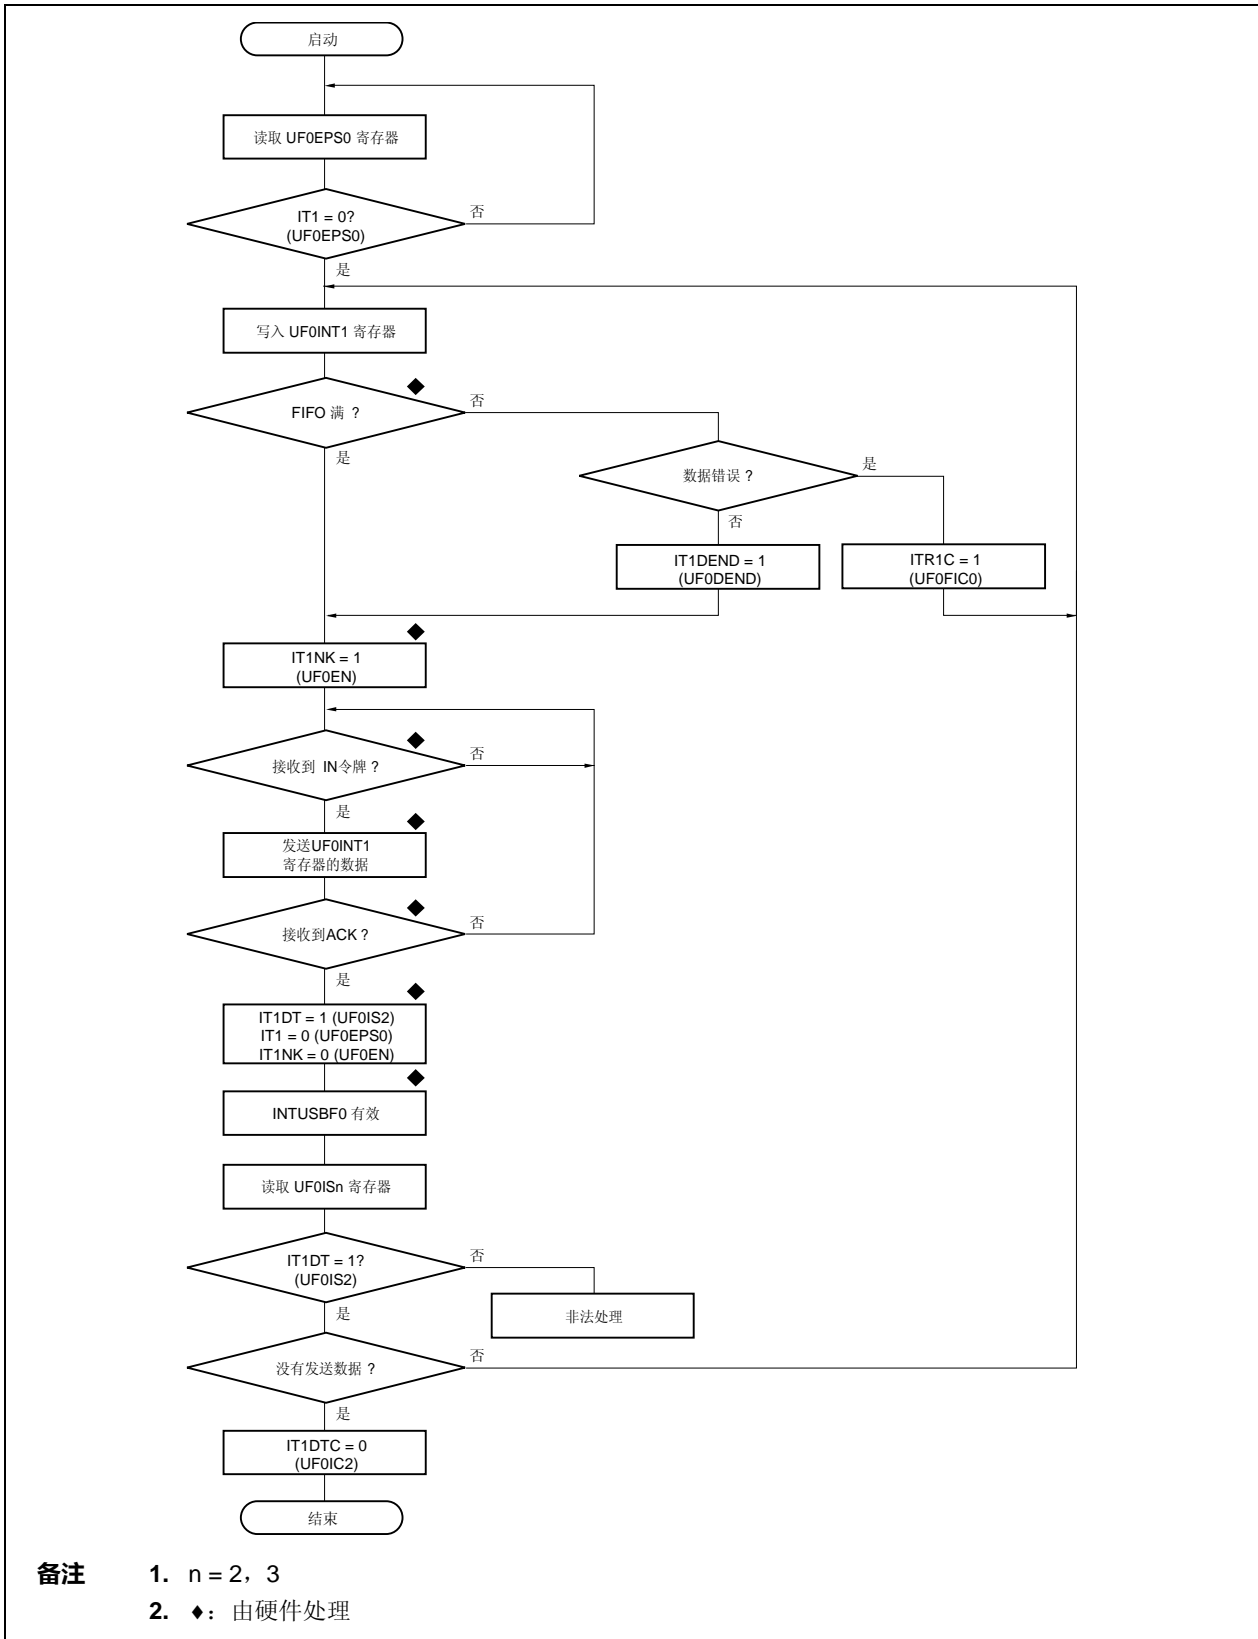 启动
读取 UF0EPS0 寄存器
IT1 = 0?
(UF0EPS0)
否
是
写入 UF0INT1 寄存器
FIFO 满 ?
否
是
数据错误 ?
是
否
IT1DEND = 1
(UF0DEND)
ITR1C = 1
(UF0FIC0)
IT1NK = 1
(UF0EN)
接收到 IN令牌 ?
否
是
发送UF0INT1
寄存器的数据
接收到ACK ?
否
是
IT1DT = 1 (UF0IS2)
IT1 = 0 (UF0EPS0)
IT1NK = 0 (UF0EN)
INTUSBF0 有效
读取 UF0ISn 寄存器
IT1DT = 1?
(UF0IS2)
否
是
非法处理
没有发送数据 ?
否
是
IT1DTC = 0
(UF0IC2)
结束
备注 1. n = 2，3
2. ♦：由硬件处理